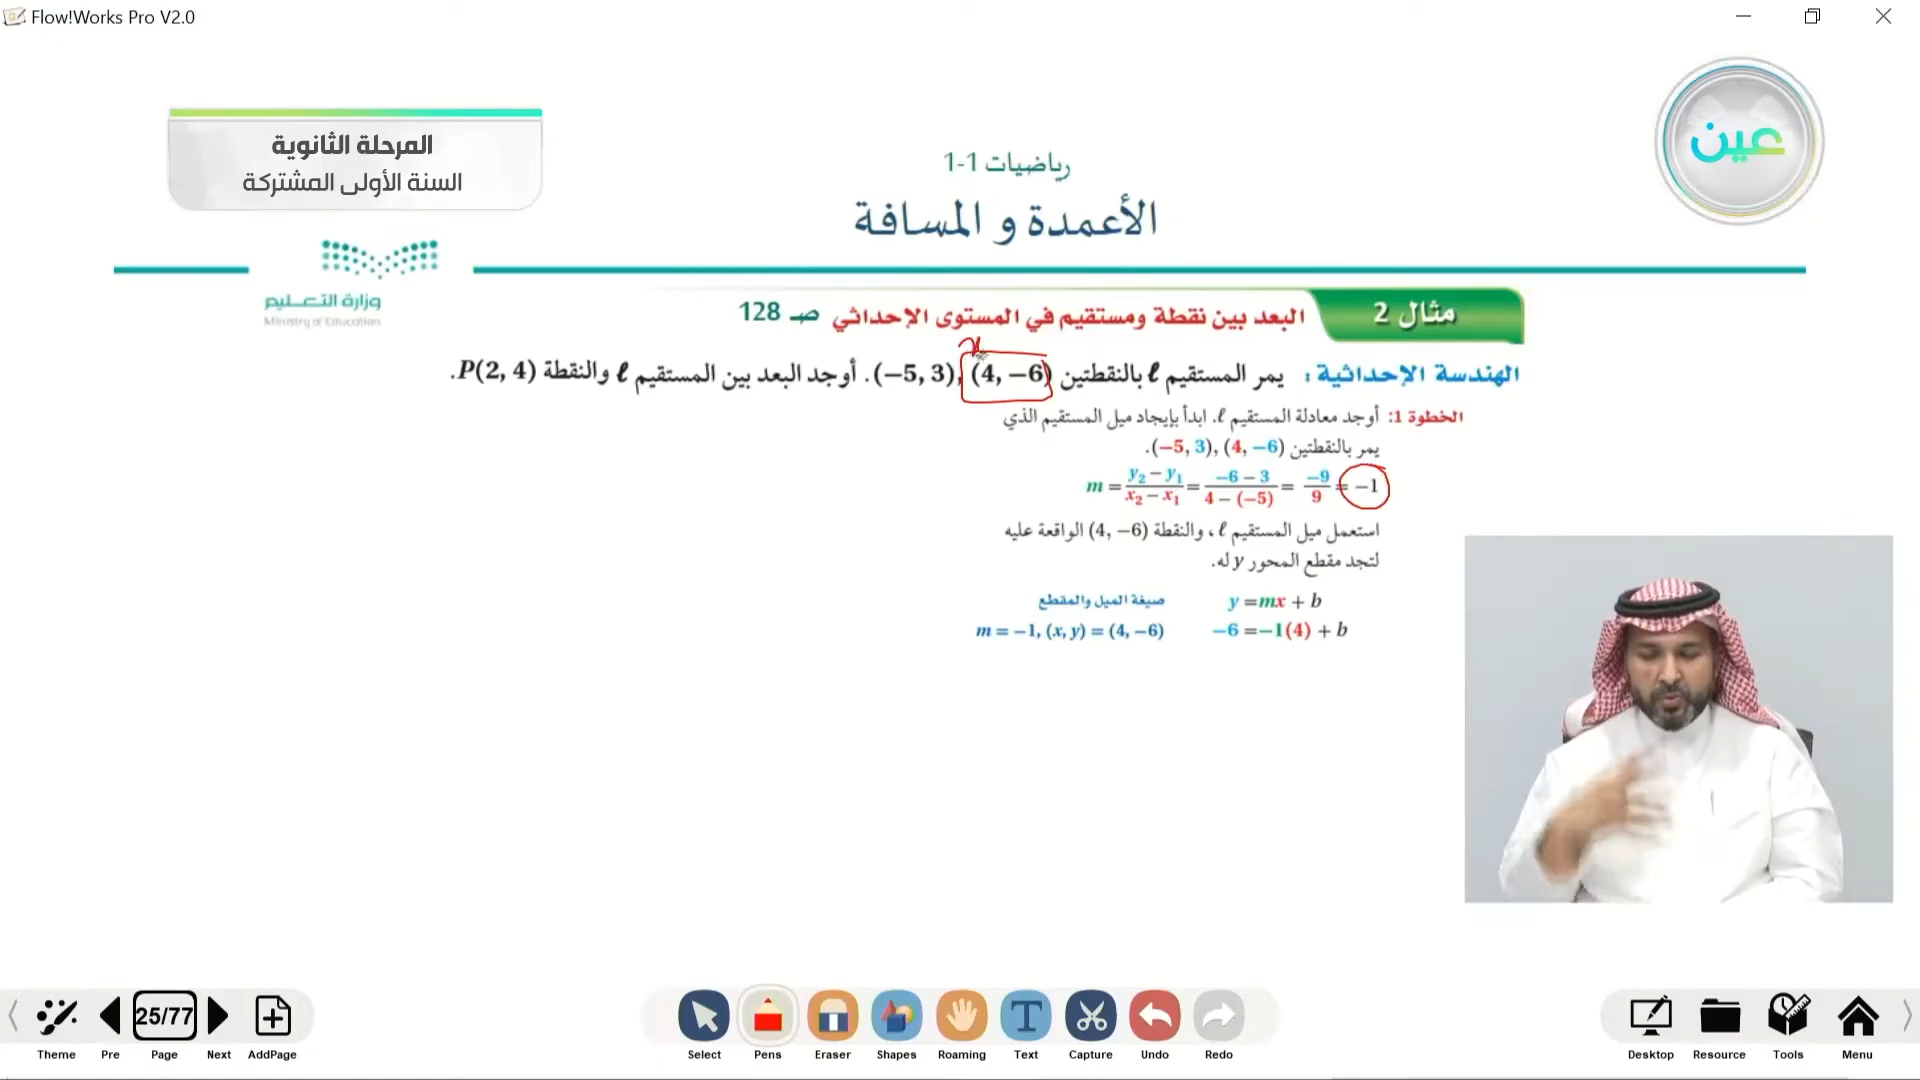 Flow!Works Pro V2.0
عين
المرحلة الثانوية
السنة الأولى المشتركة
رياضيات 1-1
الأعمدة و المسافة
وزارة التعليم
Ministry of Education
مثال 2
البعد بين نقطة ومستقيم في المستوى الإحداثي صـ 128
x
الهندسة الإحداثية: يمر المستقيم ℓ بالنقطتين (4, −6), (−5, 3). أوجد البعد بين المستقيم ℓ والنقطة P(2, 4).
الخطوة 1: أوجد معادلة المستقيم ℓ. ابدأ بإيجاد ميل المستقيم الذي
يمر بالنقطتين (4, −6), (−5, 3).
m = (y₂ − y₁)/(x₂ − x₁) = (−6 − 3)/(4 − (−5)) = −9/9 = −1
استعمل ميل المستقيم ℓ، والنقطة (4, −6) الواقعة عليه
لتجد مقطع المحور y له.
y = mx + b صيغة الميل والمقطع
−6 = −1(4) + b m = −1, (x, y) = (4, −6)
25/77
Theme Pre Page Next AddPage Select Pens Eraser Shapes Roaming Text Capture Undo Redo Desktop Resource Tools Menu